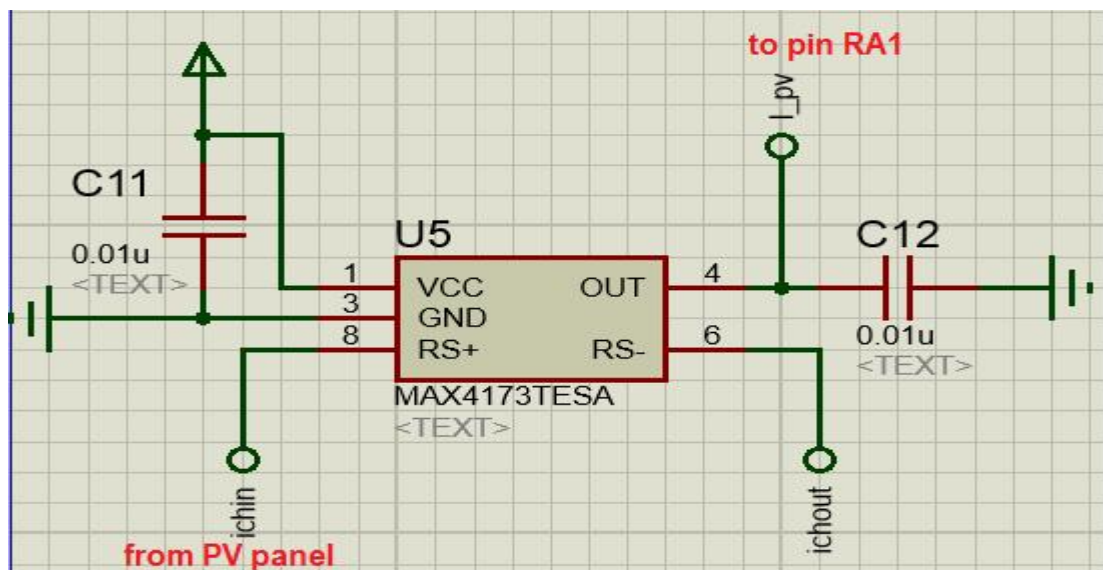 to pin RA1
I_pv
C11
0.01u
<TEXT>
U5
C12
1
VCC
OUT
4
3
GND
8
RS+
RS-
6
0.01u
<TEXT>
MAX4173TESA
<TEXT>
ichin
ichout
from PV panel